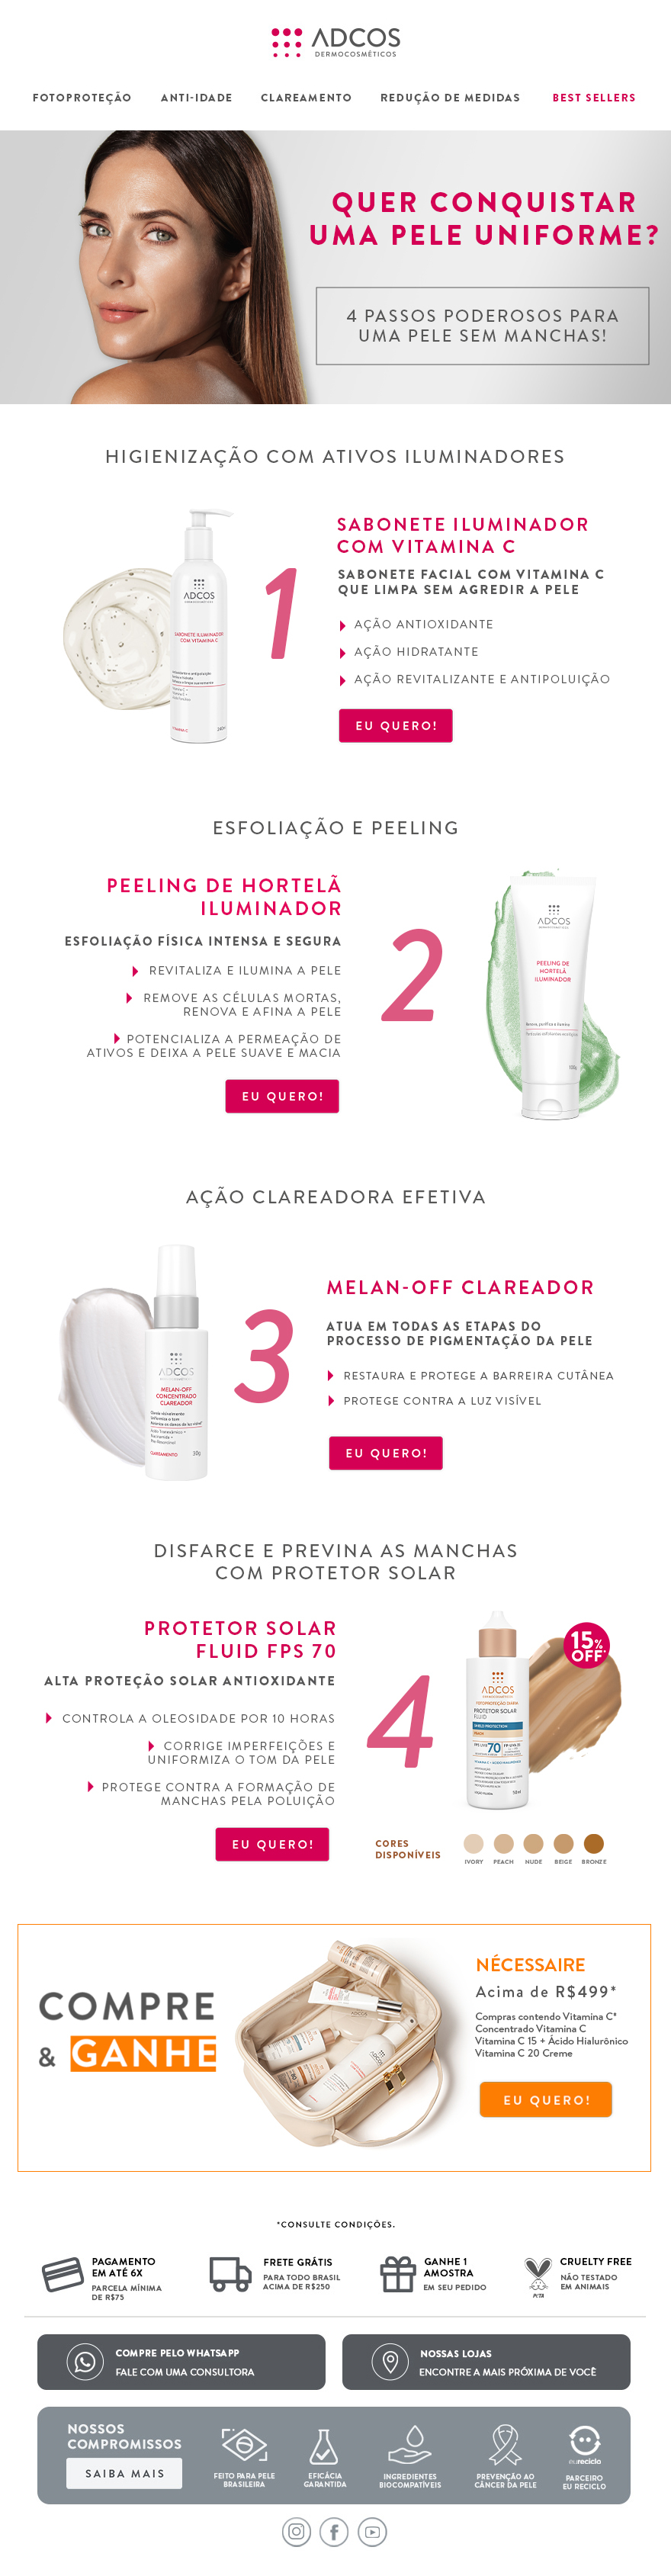 ADCOS
DERMOCOSMÉTICOS
FOTOPROTEÇÃO ANTI-IDADE CLAREAMENTO REDUÇÃO DE MEDIDAS BEST SELLERS
QUER CONQUISTAR
UMA PELE UNIFORME?
4 PASSOS PODEROSOS PARA
UMA PELE SEM MANCHAS!
HIGIENIZAÇÃO COM ATIVOS ILUMINADORES
ADCOS
SABONETE ILUMINADOR
COM VITAMINA C
1
SABONETE ILUMINADOR
COM VITAMINA C
SABONETE FACIAL COM VITAMINA C
QUE LIMPA SEM AGREDIR A PELE
AÇÃO ANTIOXIDANTE
AÇÃO HIDRATANTE
AÇÃO REVITALIZANTE E ANTIPOLUIÇÃO
EU QUERO!
ESFOLIAÇÃO E PEELING
PEELING DE HORTELÃ
ILUMINADOR
ESFOLIAÇÃO FÍSICA INTENSA E SEGURA
REVITALIZA E ILUMINA A PELE
REMOVE AS CÉLULAS MORTAS,
RENOVA E AFINA A PELE
POTENCIALIZA A PERMEAÇÃO DE
ATIVOS E DEIXA A PELE SUAVE E MACIA
EU QUERO!
2
ADCOS
PEELING DE
HORTELÃ
ILUMINADOR
AÇÃO CLAREADORA EFETIVA
ADCOS
MELAN-OFF
CONCENTRADO
CLAREADOR
CLAREAMENTO 30g
3
MELAN-OFF CLAREADOR
ATUA EM TODAS AS ETAPAS DO
PROCESSO DE PIGMENTAÇÃO DA PELE
RESTAURA E PROTEGE A BARREIRA CUTÂNEA
PROTEGE CONTRA A LUZ VISÍVEL
EU QUERO!
DISFARCE E PREVINA AS MANCHAS
COM PROTETOR SOLAR
PROTETOR SOLAR
FLUID FPS 70
ALTA PROTEÇÃO SOLAR ANTIOXIDANTE
CONTROLA A OLEOSIDADE POR 10 HORAS
CORRIGE IMPERFEIÇÕES E
UNIFORMIZA O TOM DA PELE
PROTEGE CONTRA A FORMAÇÃO DE
MANCHAS PELA POLUIÇÃO
EU QUERO!
4
15%
OFF*
ADCOS
FOTOPROTEÇÃO DIÁRIA
PROTETOR SOLAR
FLUID
SHIELD PROTECTION
70
CORES
DISPONÍVEIS
IVORY PEACH NUDE BEIGE BRONZE
COMPRE
& GANHE
NÉCESSAIRE
Acima de R$499*
Compras contendo Vitamina C*
Concentrado Vitamina C
Vitamina C 15 + Ácido Hialurônico
Vitamina C 20 Creme
EU QUERO!
*CONSULTE CONDIÇÕES.
PAGAMENTO
EM ATÉ 6X
PARCELA MÍNIMA
DE R$75
FRETE GRÁTIS
PARA TODO BRASIL
ACIMA DE R$250
GANHE 1
AMOSTRA
EM SEU PEDIDO
PETA
CRUELTY FREE
NÃO TESTADO
EM ANIMAIS
COMPRE PELO WHATSAPP
FALE COM UMA CONSULTORA
NOSSAS LOJAS
ENCONTRE A MAIS PRÓXIMA DE VOCÊ
NOSSOS
COMPROMISSOS
SAIBA MAIS
FEITO PARA PELE
BRASILEIRA
EFICÁCIA
GARANTIDA
INGREDIENTES
BIOCOMPATÍVEIS
PREVENÇÃO AO
CÂNCER DA PELE
eureciclo
PARCEIRO
EU RECICLO